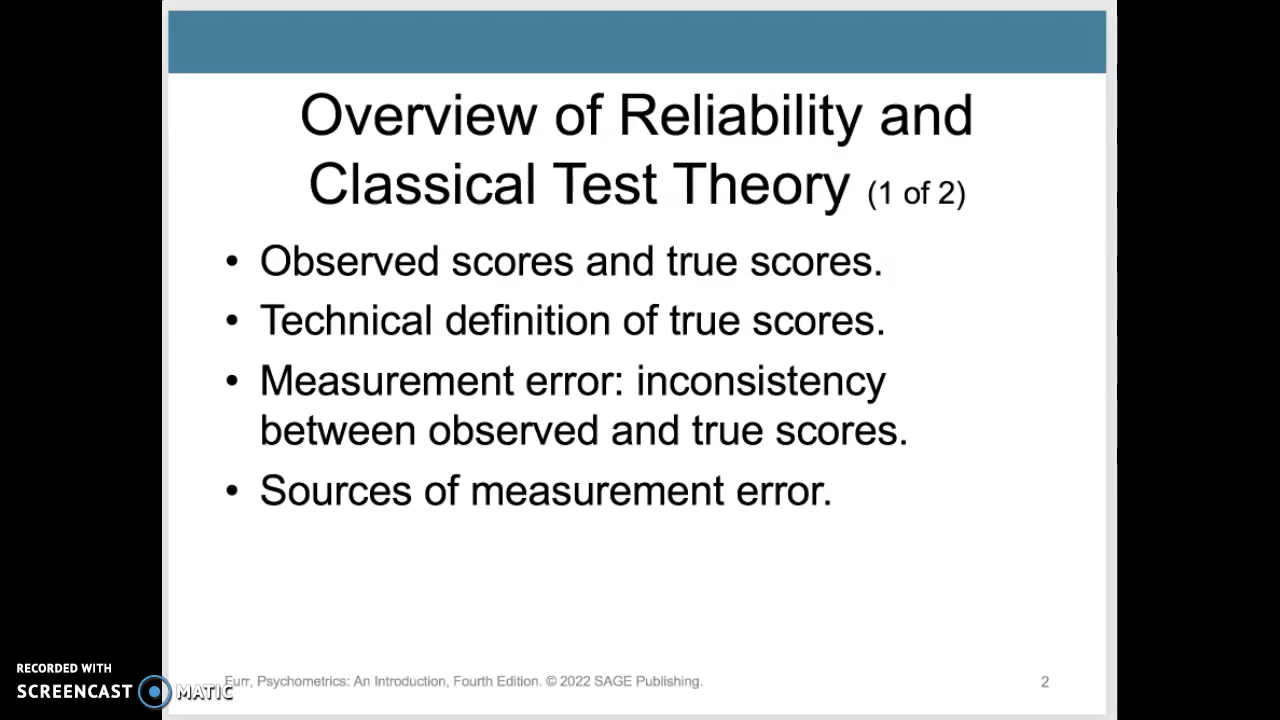 Overview of Reliability and
Classical Test Theory (1 of 2)
• Observed scores and true scores.
• Technical definition of true scores.
• Measurement error: inconsistency
between observed and true scores.
• Sources of measurement error.
RECORDED WITH
SCREENCAST MATIC
Furr, Psychometrics: An Introduction, Fourth Edition. © 2022 SAGE Publishing.
2